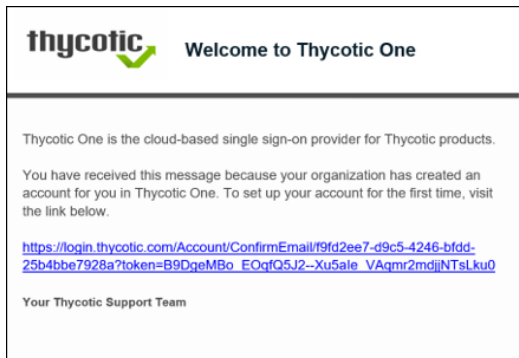 thycotic
Welcome to Thycotic One
Thycotic One is the cloud-based single sign-on provider for Thycotic products.
You have received this message because your organization has created an
account for you in Thycotic One. To set up your account for the first time, visit
the link below.
https://login.thycotic.com/Account/ConfirmEmail/f9fd2ee7-d9c5-4246-bfdd-
25b4bbe7928a?token=B9DgeMBo_EOqfQ5J2--Xu5aIe_VAqmr2mdjjNTsLku0
Your Thycotic Support Team